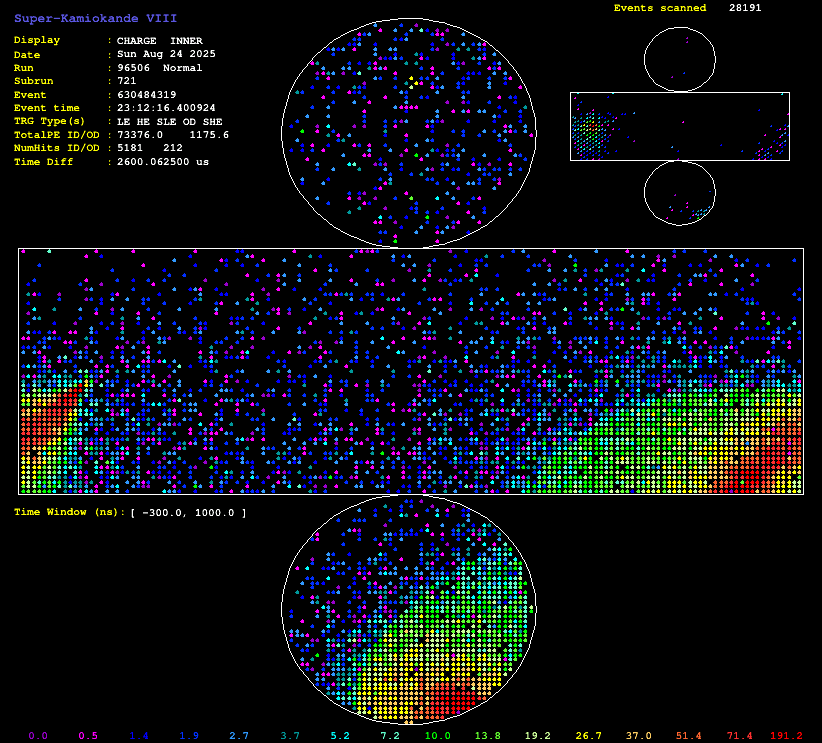 Super-Kamiokande VIII
Events scanned 28191
Display : CHARGE INNER
Date : Sun Aug 24 2025
Run : 96506 Normal
Subrun : 721
Event : 630484319
Event time : 23:12:16.400924
TRG Type(s) : LE HE SLE OD SHE
TotalPE ID/OD : 73376.0 1175.6
NumHits ID/OD : 5181 212
Time Diff : 2600.062500 us
Time Window (ns): [ -300.0, 1000.0 ]
0.0 0.5 1.4 1.9 2.7 3.7 5.2 7.2 10.0 13.8 19.2 26.7 37.0 51.4 71.4 191.2